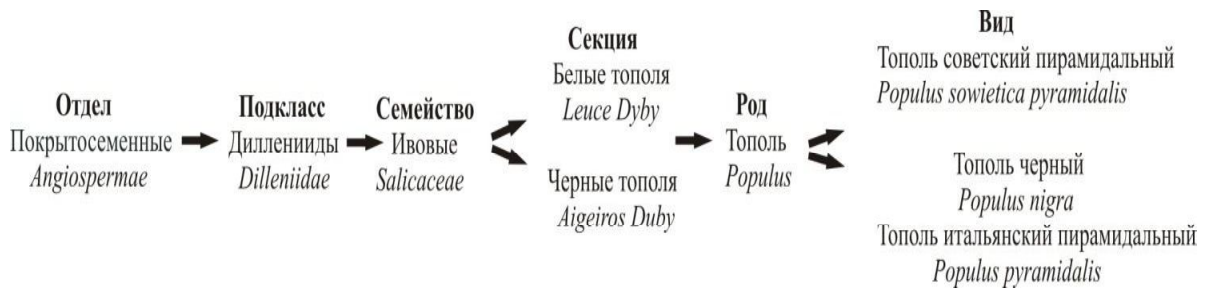 Отдел
Покрытосеменные
Angiospermae
Подкласс
Диллениды
Dilleniidae
Семейство
Ивовые
Salicaceae
Секция
Белые тополя
Leuce Dyby
Черные тополя
Aigeiros Duby
Род
Тополь
Populus
Вид
Тополь советский пирамидальный
Populus sowietica pyramidalis
Тополь черный
Populus nigra
Тополь итальянский пирамидальный
Populus pyramidalis